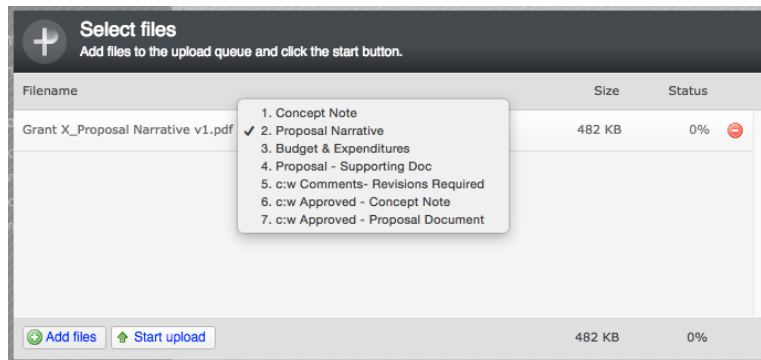 Select files
Add files to the upload queue and click the start button.
Filename Size Status
Grant X_Proposal Narrative v1.pdf 482 KB 0%
1. Concept Note
✓ 2. Proposal Narrative
3. Budget & Expenditures
4. Proposal - Supporting Doc
5. c:w Comments- Revisions Required
6. c:w Approved - Concept Note
7. c:w Approved - Proposal Document
Add files Start upload 482 KB 0%